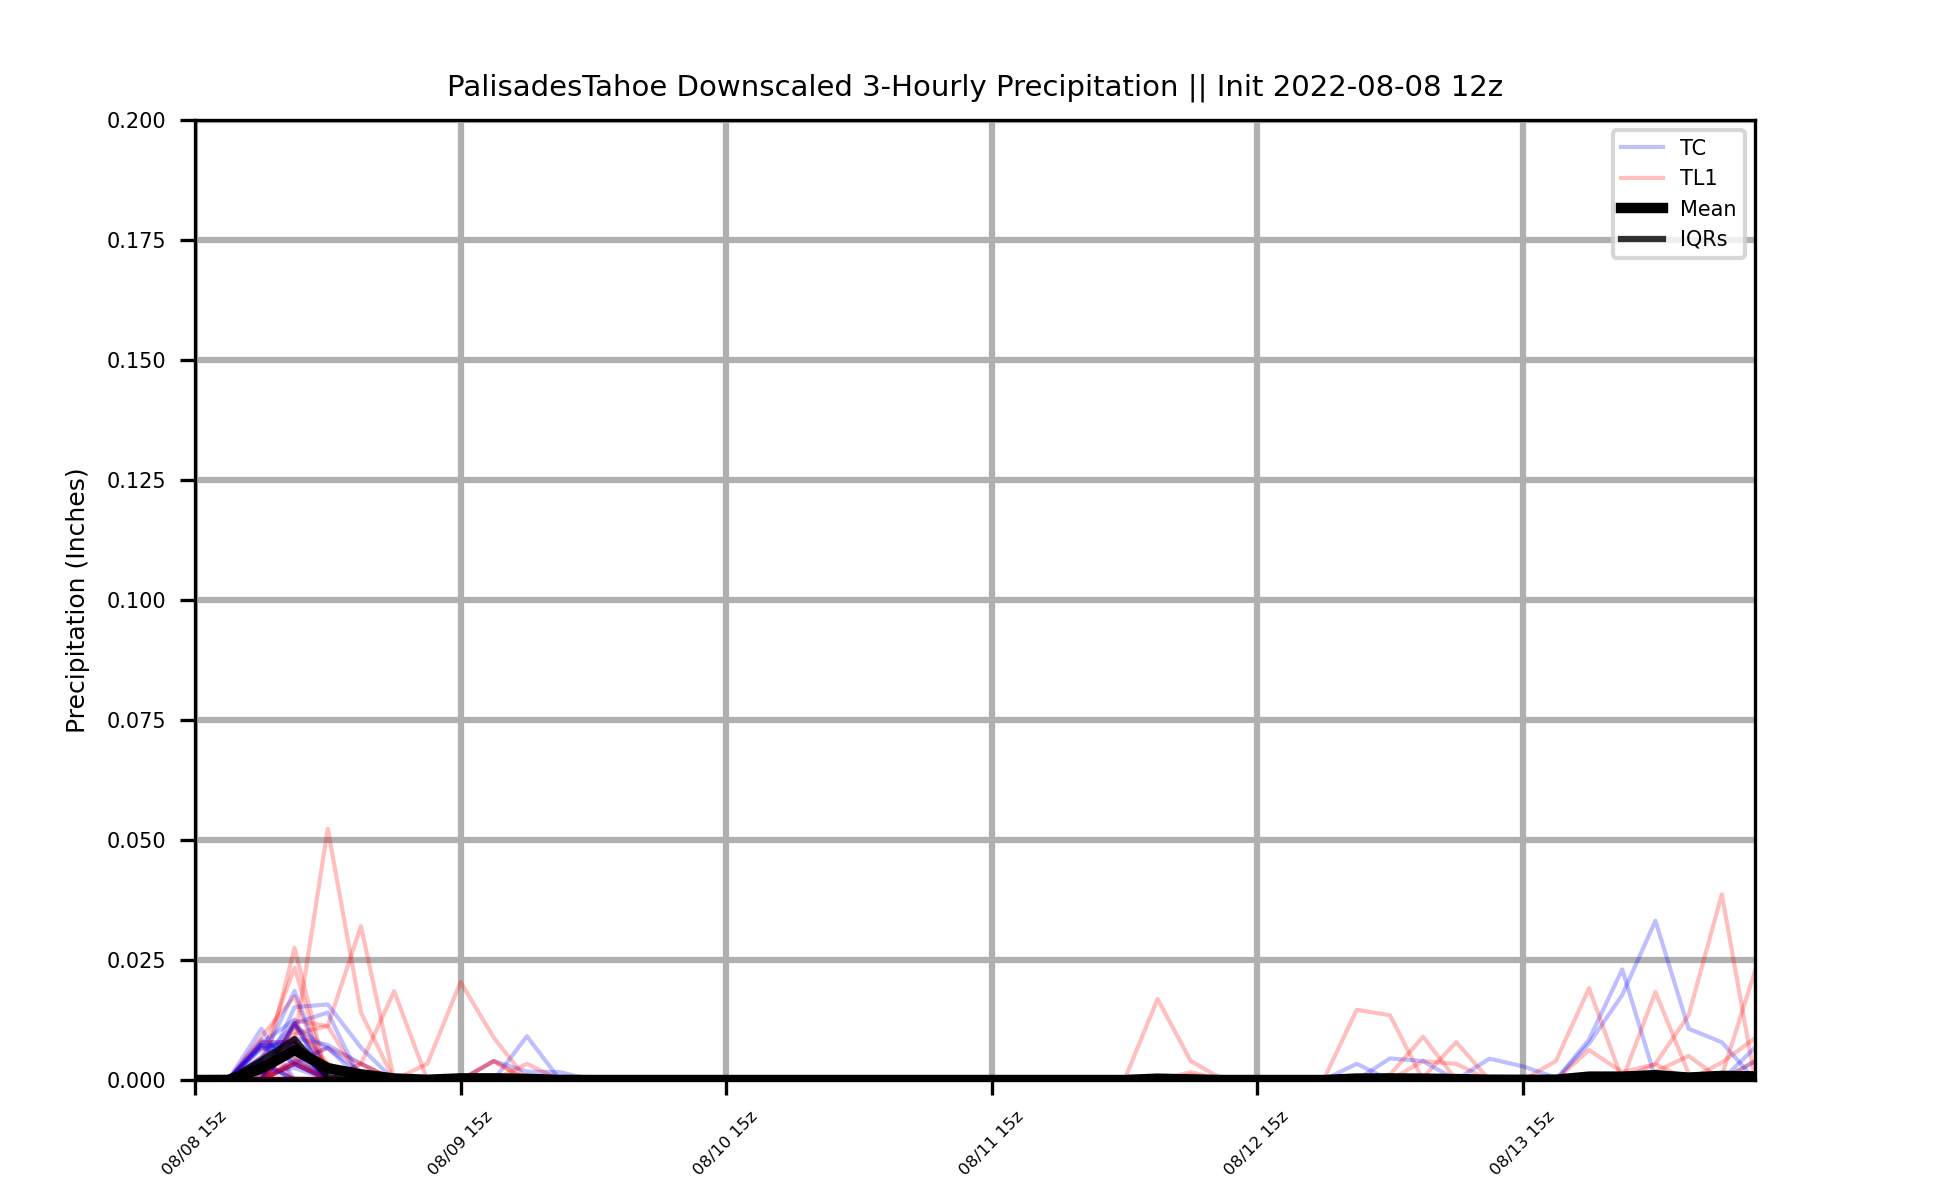 PalisadesTahoe Downscaled 3-Hourly Precipitation || Init 2022-08-08 12z
0.200
0.175
0.150
0.125
0.100
0.075
0.050
0.025
0.000
Precipitation (Inches)
TC
TL1
Mean
IQRs
08/08 15z
08/09 15z
08/10 15z
08/11 15z
08/12 15z
08/13 15z